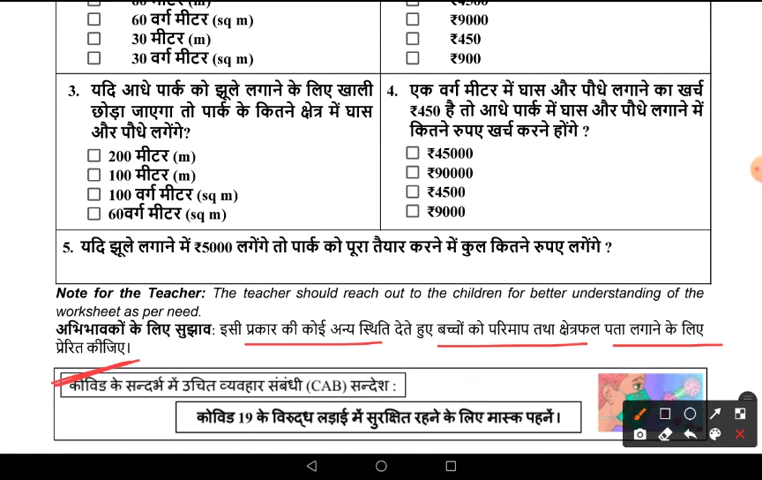 60 वर्ग मीटर (sq m)
30 मीटर (m)
30 वर्ग मीटर (sq m)
₹9000
₹450
₹900
3. यदि आधे पार्क को झूले लगाने के लिए खाली
छोड़ा जाएगा तो पार्क के कितने क्षेत्र में घास
और पौधे लगेंगे?
200 मीटर (m)
100 मीटर (m)
100 वर्ग मीटर (sq m)
60वर्ग मीटर (sq m)
4. एक वर्ग मीटर में घास और पौधे लगाने का खर्च
₹450 है तो आधे पार्क में घास और पौधे लगाने में
कितने रुपए खर्च करने होंगे ?
₹45000
₹90000
₹4500
₹9000
5. यदि झूले लगाने में ₹5000 लगेंगे तो पार्क को पूरा तैयार करने में कुल कितने रुपए लगेंगे ?
Note for the Teacher: The teacher should reach out to the children for better understanding of the
worksheet as per need.
अभिभावकों के लिए सुझाव: इसी प्रकार की कोई अन्य स्थिति देते हुए बच्चों को परिमाप तथा क्षेत्रफल पता लगाने के लिए
प्रेरित कीजिए।
कोविड के सन्दर्भ में उचित व्यवहार संबंधी (CAB) सन्देश :
कोविड 19 के विरुद्ध लड़ाई में सुरक्षित रहने के लिए मास्क पहनें।